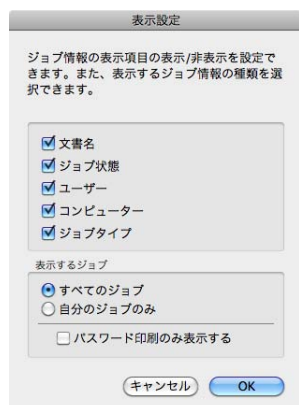 表示設定
ジョブ情報の表示項目の表示/非表示を設定で
きます。また、表示するジョブ情報の種類を選
択できます。
文書名
ジョブ状態
ユーザー
コンピューター
ジョブタイプ
表示するジョブ
すべてのジョブ
自分のジョブのみ
パスワード印刷のみ表示する
キャンセル OK